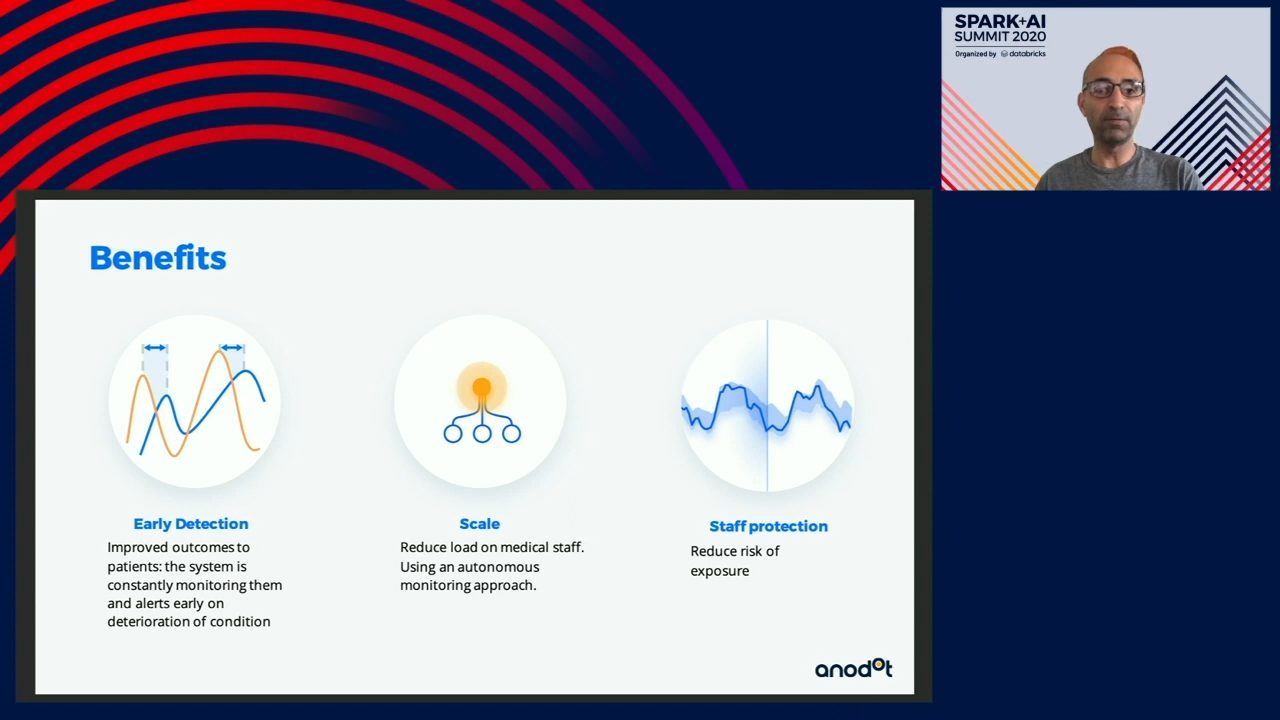 SPARK+AI
SUMMIT 2020
Organized by databricks
Benefits
Early Detection
Improved outcomes to
patients: the system is
constantly monitoring them
and alerts early on
deterioration of condition
Scale
Reduce load on medical staff.
Using an autonomous
monitoring approach.
Staff protection
Reduce risk of
exposure
anodot